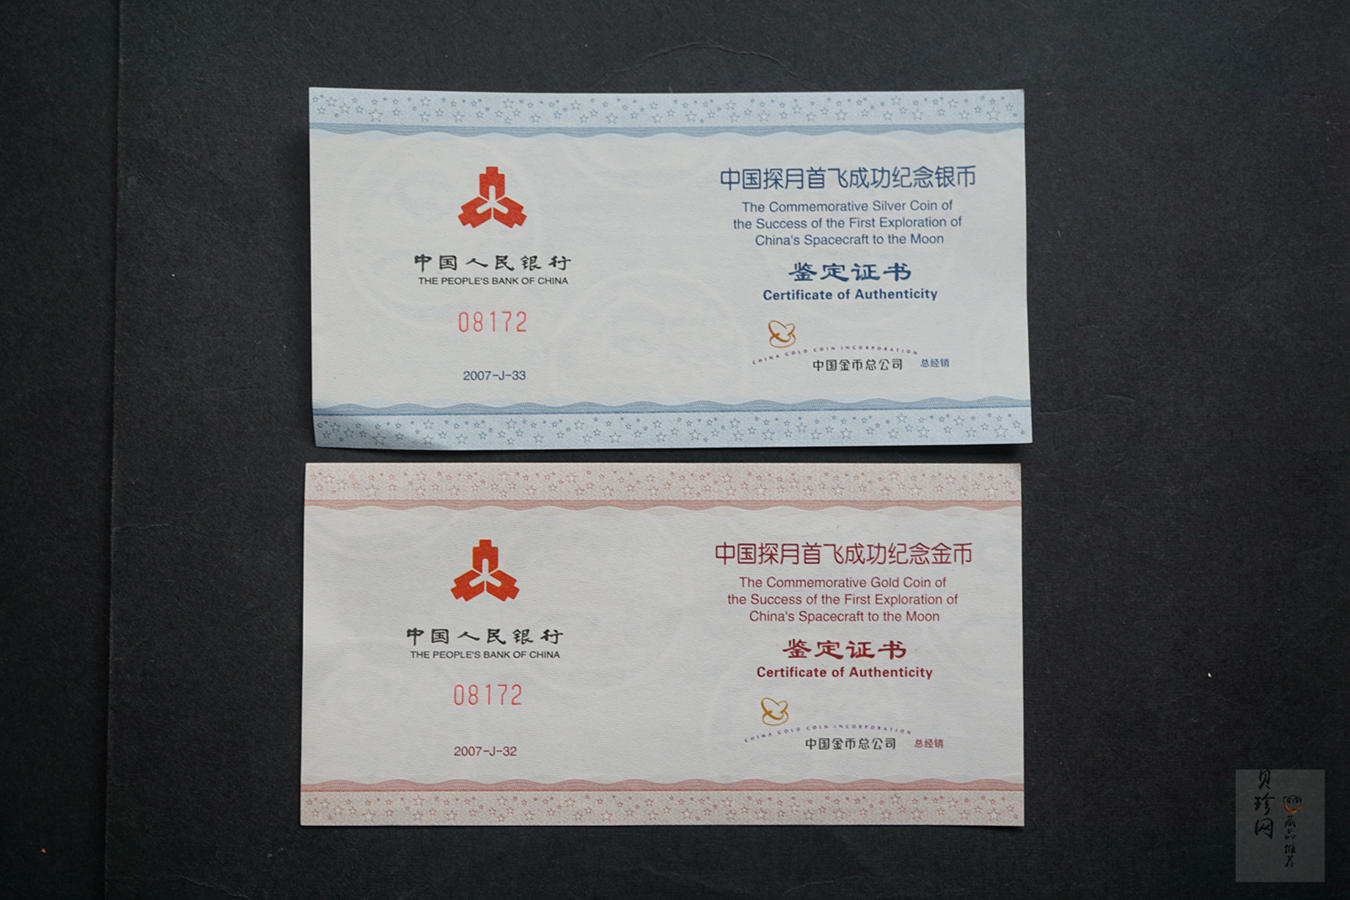 中国人民银行
THE PEOPLE'S BANK OF CHINA
08172
2007-J-33
中国探月首飞成功纪念银币
The Commemorative Silver Coin of
the Success of the First Exploration of
China's Spacecraft to the Moon
鉴定证书
Certificate of Authenticity
CHINA GOLD COIN INCORPORATION
中国金币总公司 总经销
中国人民银行
THE PEOPLE'S BANK OF CHINA
08172
2007-J-32
中国探月首飞成功纪念金币
The Commemorative Gold Coin of
the Success of the First Exploration of
China's Spacecraft to the Moon
鉴定证书
Certificate of Authenticity
CHINA GOLD COIN INCORPORATION
中国金币总公司 总经销
贝珍网
藏品推荐